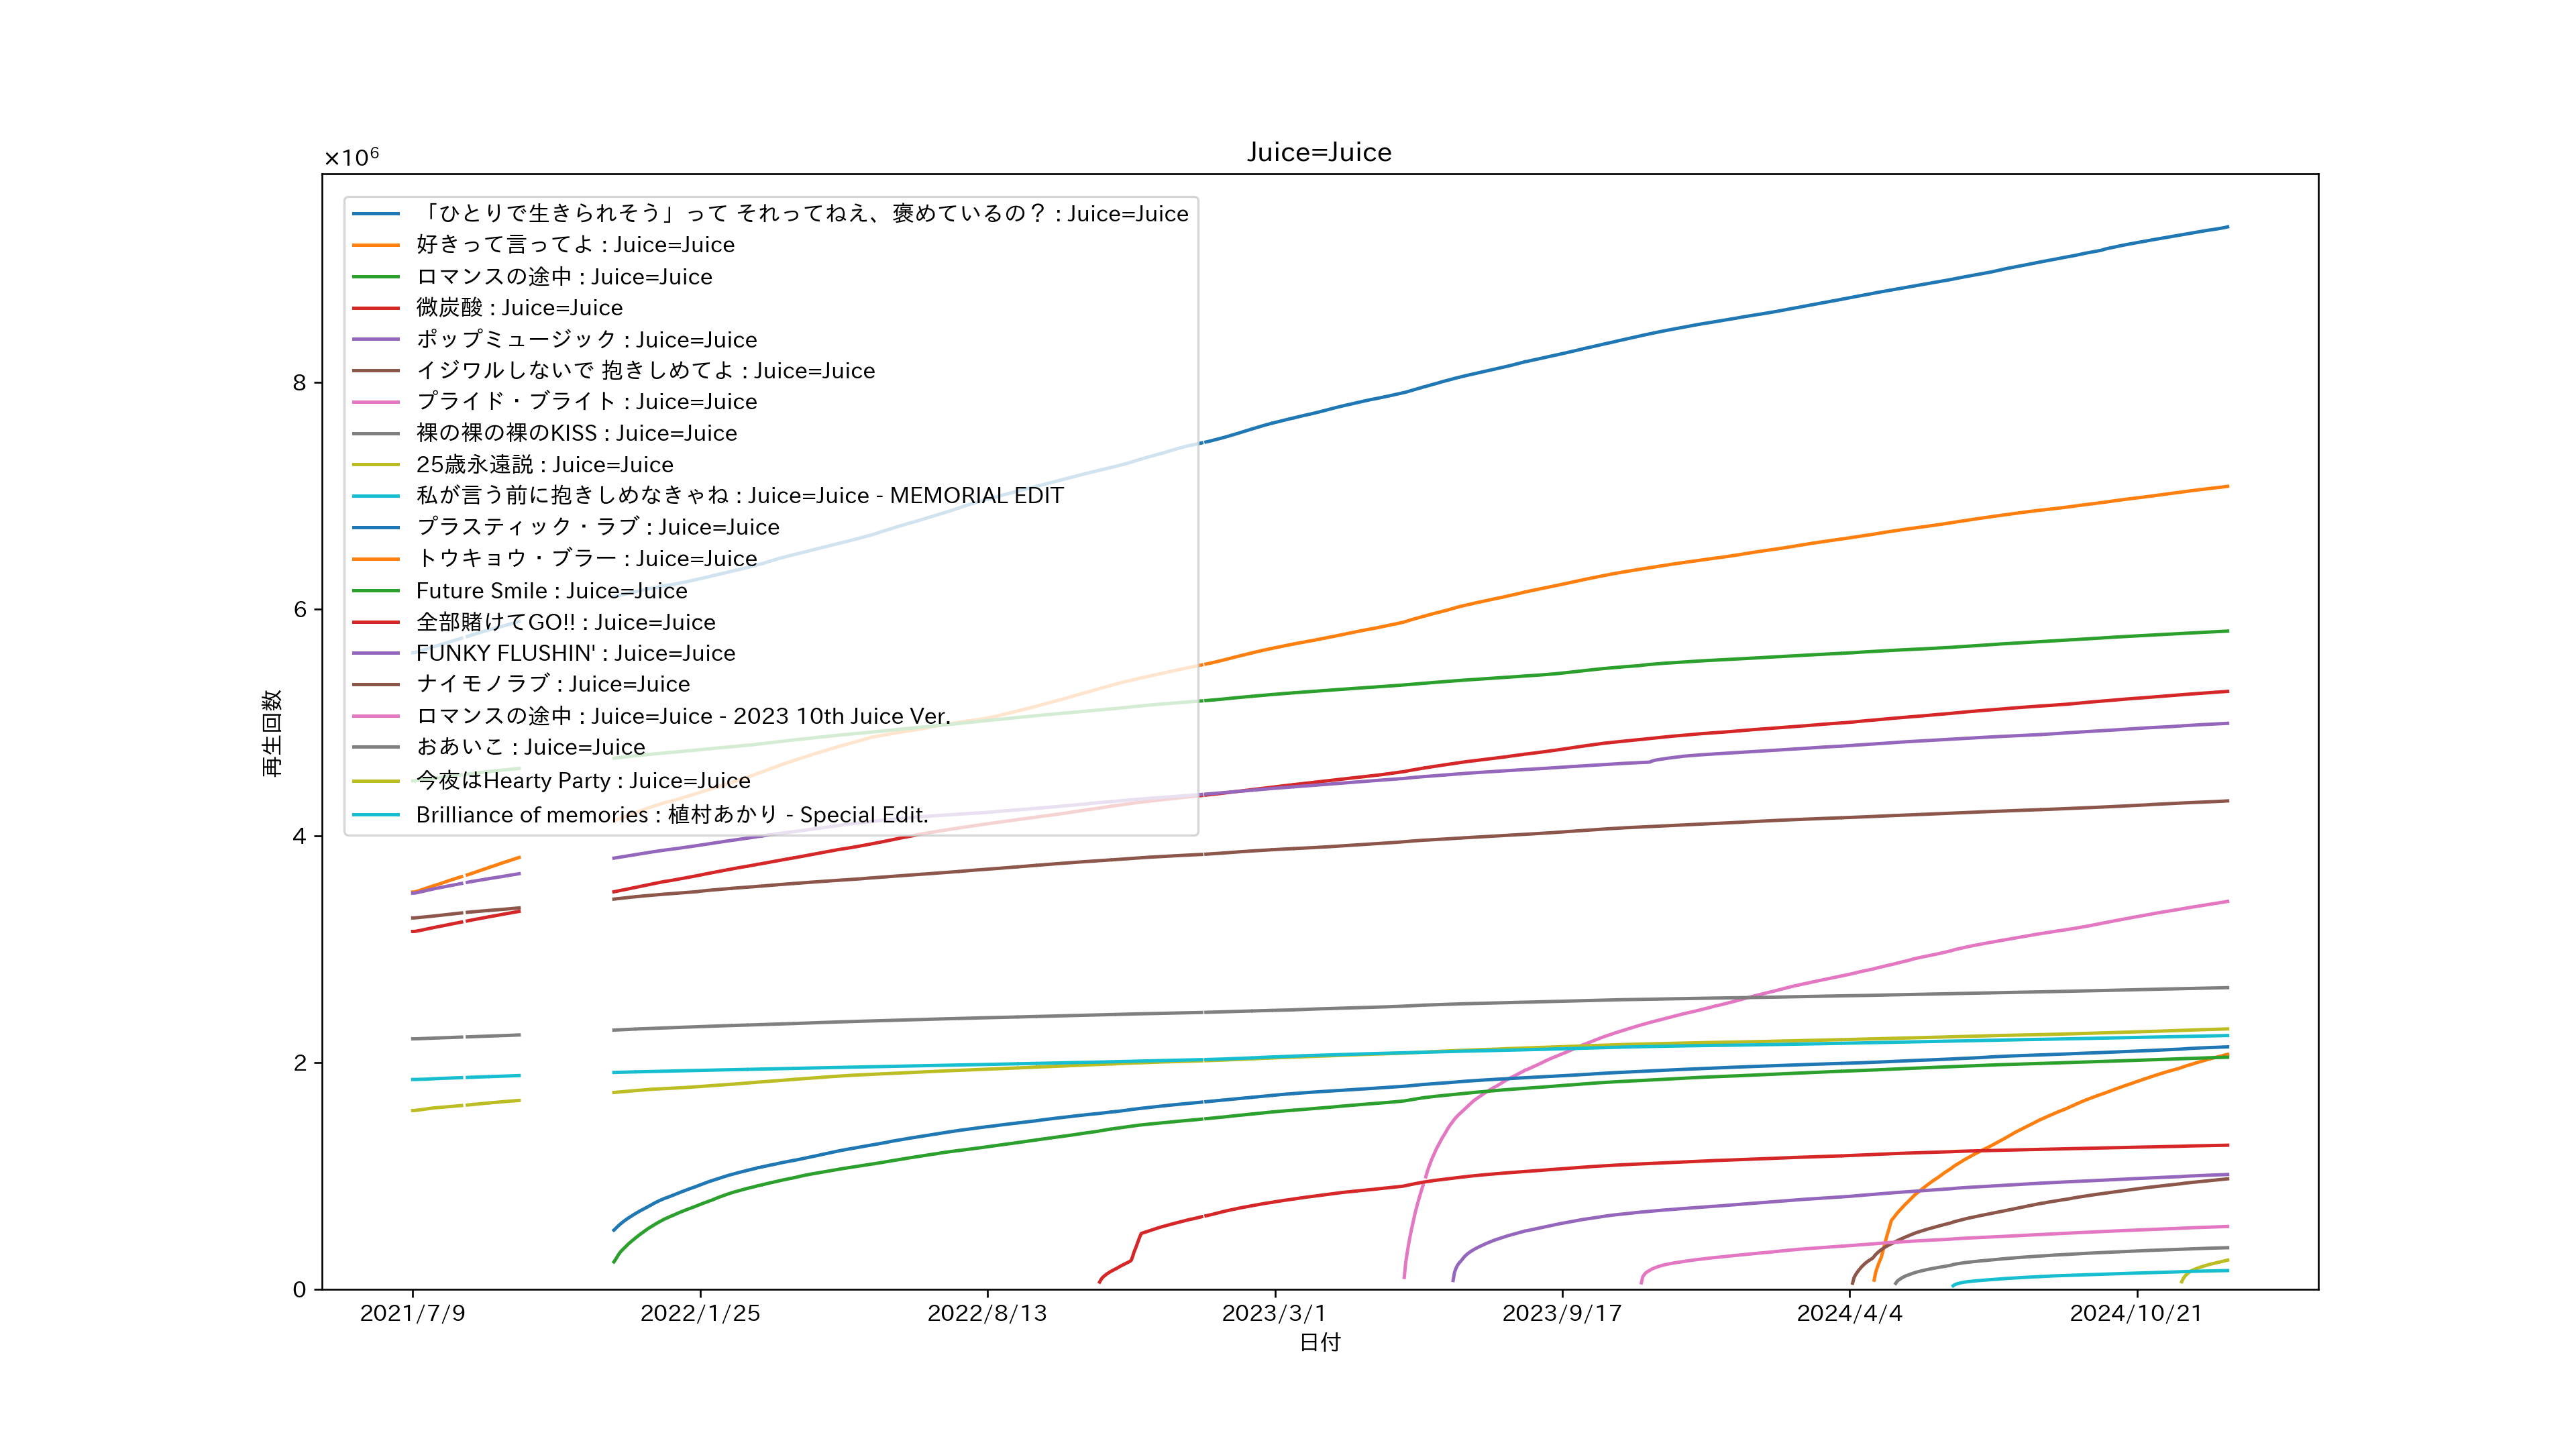 Juice=Juice
×10⁶
「ひとりで生きられそう」って それってねえ、褒めているの？ : Juice=Juice
好きって言ってよ : Juice=Juice
ロマンスの途中 : Juice=Juice
微炭酸 : Juice=Juice
ポップミュージック : Juice=Juice
イジワルしないで 抱きしめてよ : Juice=Juice
プライド・ブライト : Juice=Juice
裸の裸の裸のKISS : Juice=Juice
25歳永遠説 : Juice=Juice
私が言う前に抱きしめなきゃね : Juice=Juice - MEMORIAL EDIT
プラスティック・ラブ : Juice=Juice
トウキョウ・ブラー : Juice=Juice
Future Smile : Juice=Juice
全部賭けてGO!! : Juice=Juice
FUNKY FLUSHIN' : Juice=Juice
ナイモノラブ : Juice=Juice
ロマンスの途中 : Juice=Juice - 2023 10th Juice Ver.
おあいこ : Juice=Juice
今夜はHearty Party : Juice=Juice
Brilliance of memories : 植村あかり - Special Edit.
8
6
4
2
0
再生回数
2021/7/9
2022/1/25
2022/8/13
2023/3/1
2023/9/17
2024/4/4
2024/10/21
日付